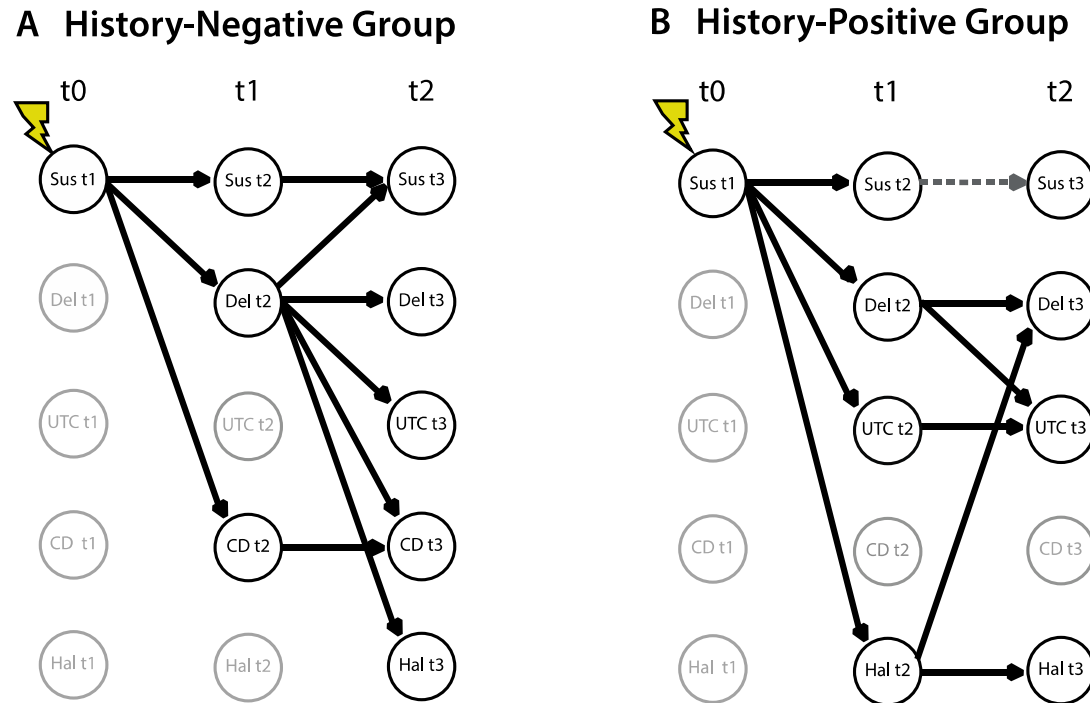 A History-Negative Group
t0 t1 t2
Sus t1 Sus t2 Sus t3
Del t1 Del t2 Del t3
UTC t1 UTC t2 UTC t3
CD t1 CD t2 CD t3
Hal t1 Hal t2 Hal t3
B History-Positive Group
t0 t1 t2
Sus t1 Sus t2 Sus t3
Del t1 Del t2 Del t3
UTC t1 UTC t2 UTC t3
CD t1 CD t2 CD t3
Hal t1 Hal t2 Hal t3